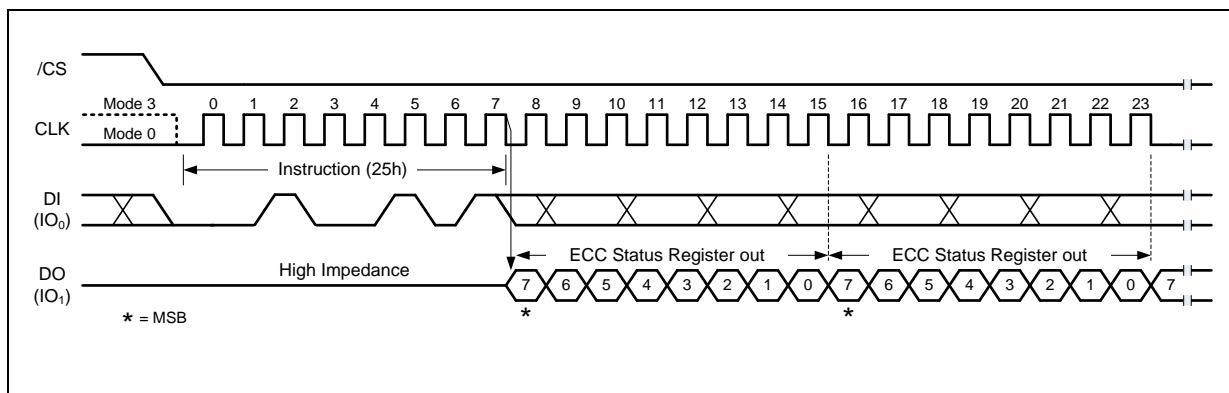 /CS
Mode 3
0 1 2 3 4 5 6 7 8 9 10 11 12 13 14 15 16 17 18 19 20 21 22 23
CLK
Mode 0
Instruction (25h)
DI
(IO0)
ECC Status Register out
ECC Status Register out
DO
(IO1)
High Impedance
7 6 5 4 3 2 1 0 7 6 5 4 3 2 1 0 7
* *
* = MSB